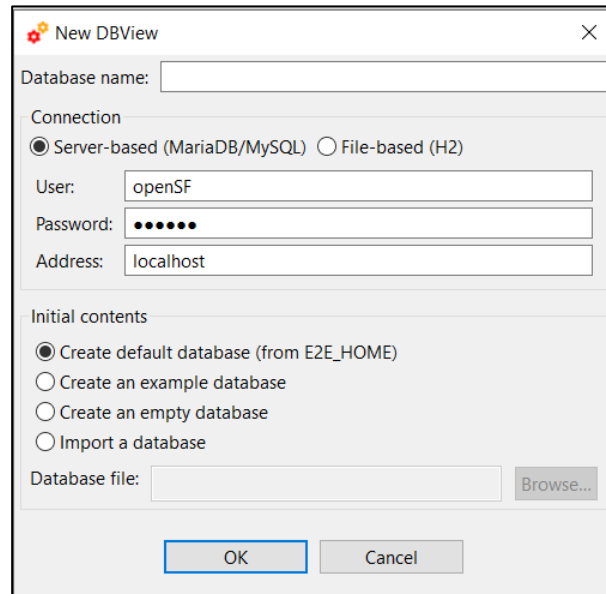 New DBView
Database name:
Connection
Server-based (MariaDB/MySQL) File-based (H2)
User: openSF
Password: ●●●●●●
Address: localhost
Initial contents
Create default database (from E2E_HOME)
Create an example database
Create an empty database
Import a database
Database file: Browse...
OK Cancel